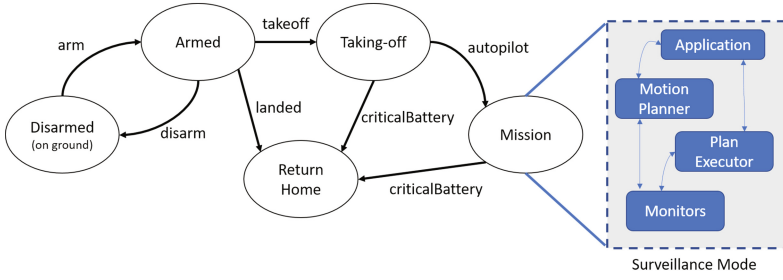 takeoff
Armed
Taking-off
autopilot
Application
arm
Motion
Planner
landed
criticalBattery
Disarmed
(on ground)
disarm
Mission
Plan
Executor
Return
Home
criticalBattery
Monitors
Surveillance Mode